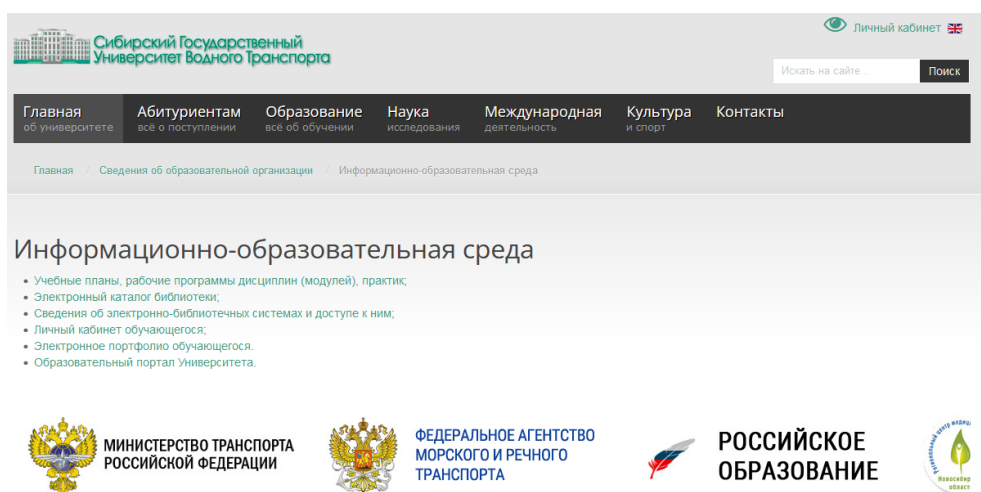 Сибирский Государственный
Университет Водного Транспорта
Личный кабинет
Искать на сайте...
Поиск
Главная
об университете
Абитуриентам
всё о поступлении
Образование
всё об обучении
Наука
исследования
Международная
деятельность
Культура
и спорт
Контакты
Главная / Сведения об образовательной организации / Информационно-образовательная среда
Информационно-образовательная среда
• Учебные планы, рабочие программы дисциплин (модулей), практик;
• Электронный каталог библиотеки;
• Сведения об электронно-библиотечных системах и доступе к ним;
• Личный кабинет обучающегося;
• Электронное портфолио обучающегося.
• Образовательный портал Университета.
МИНИСТЕРСТВО ТРАНСПОРТА
РОССИЙСКОЙ ФЕДЕРАЦИИ
ФЕДЕРАЛЬНОЕ АГЕНТСТВО
МОРСКОГО И РЕЧНОГО
ТРАНСПОРТА
РОССИЙСКОЕ
ОБРАЗОВАНИЕ